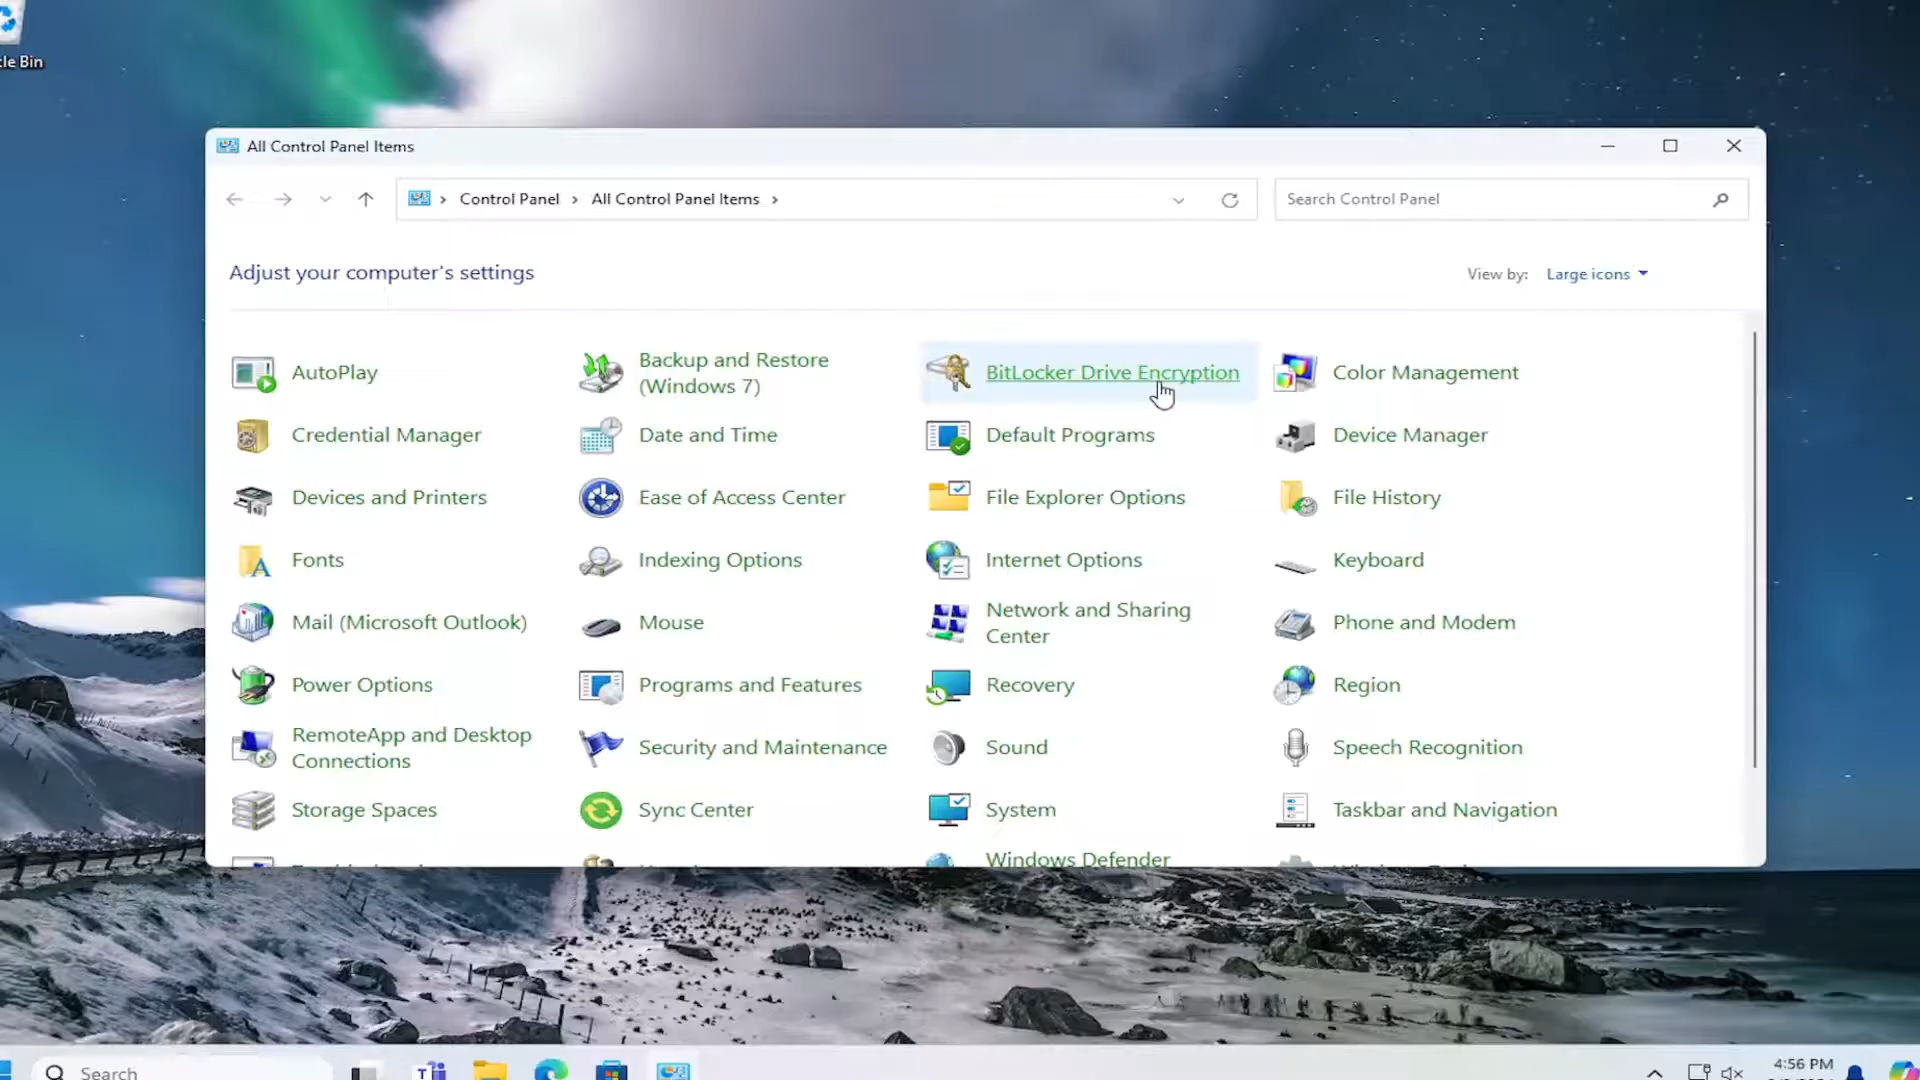 cle Bin
All Control Panel Items
Control Panel
All Control Panel Items
Search Control Panel
Adjust your computer's settings
View by:
Large icons
AutoPlay
Backup and Restore
(Windows 7)
BitLocker Drive Encryption
Color Management
Credential Manager
Date and Time
Default Programs
Device Manager
Devices and Printers
Ease of Access Center
File Explorer Options
File History
Fonts
Indexing Options
Internet Options
Keyboard
Mail (Microsoft Outlook)
Mouse
Network and Sharing
Center
Phone and Modem
Power Options
Programs and Features
Recovery
Region
RemoteApp and Desktop
Connections
Security and Maintenance
Sound
Speech Recognition
Storage Spaces
Sync Center
System
Taskbar and Navigation
Windows Defender
Search
4:56 PM